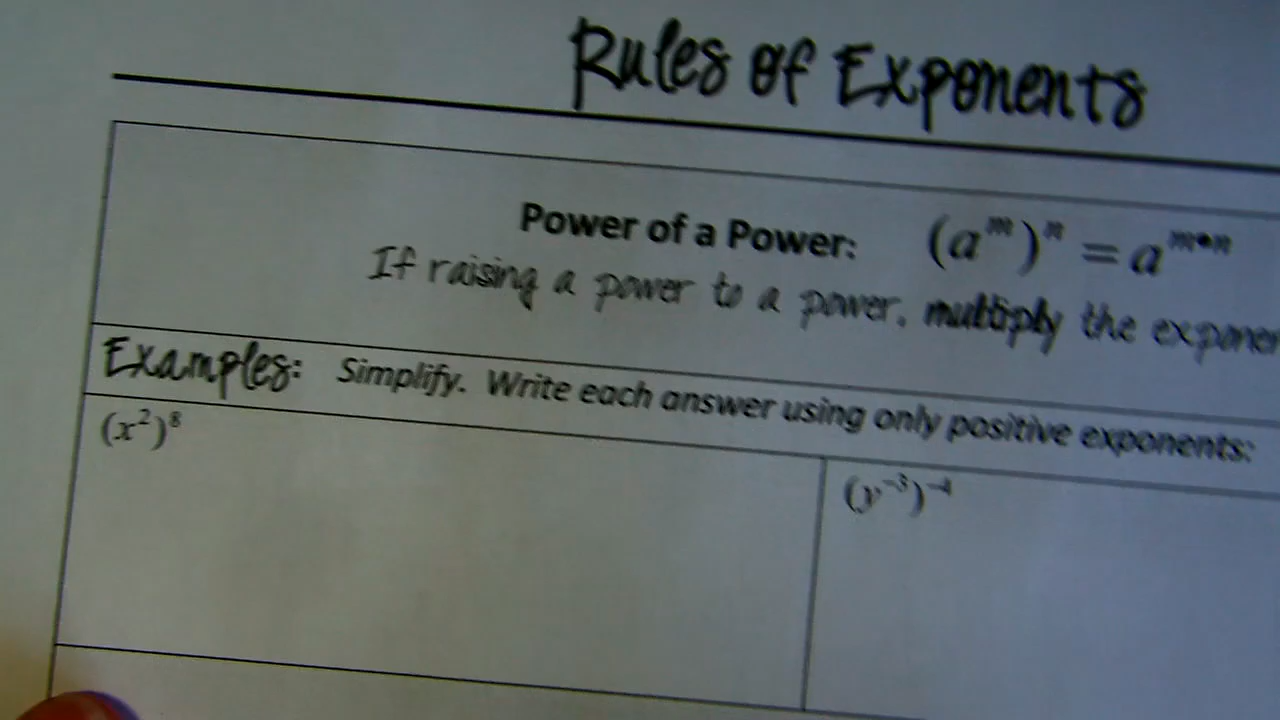 Rules of Exponents
Power of a Power: (a^m)^n = a^{m•n}
If raising a power to a power, multiply the
Examples: Simplify. Write each answer using only positive exponents:
(x^2)^8
(y^{-3})^{-4}